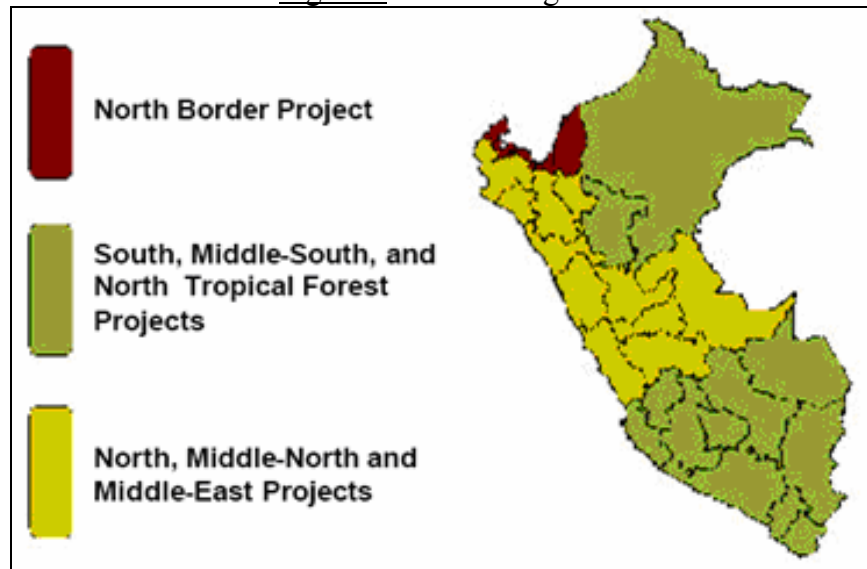 North Border Project
South, Middle-South, and
North Tropical Forest
Projects
North, Middle-North and
Middle-East Projects